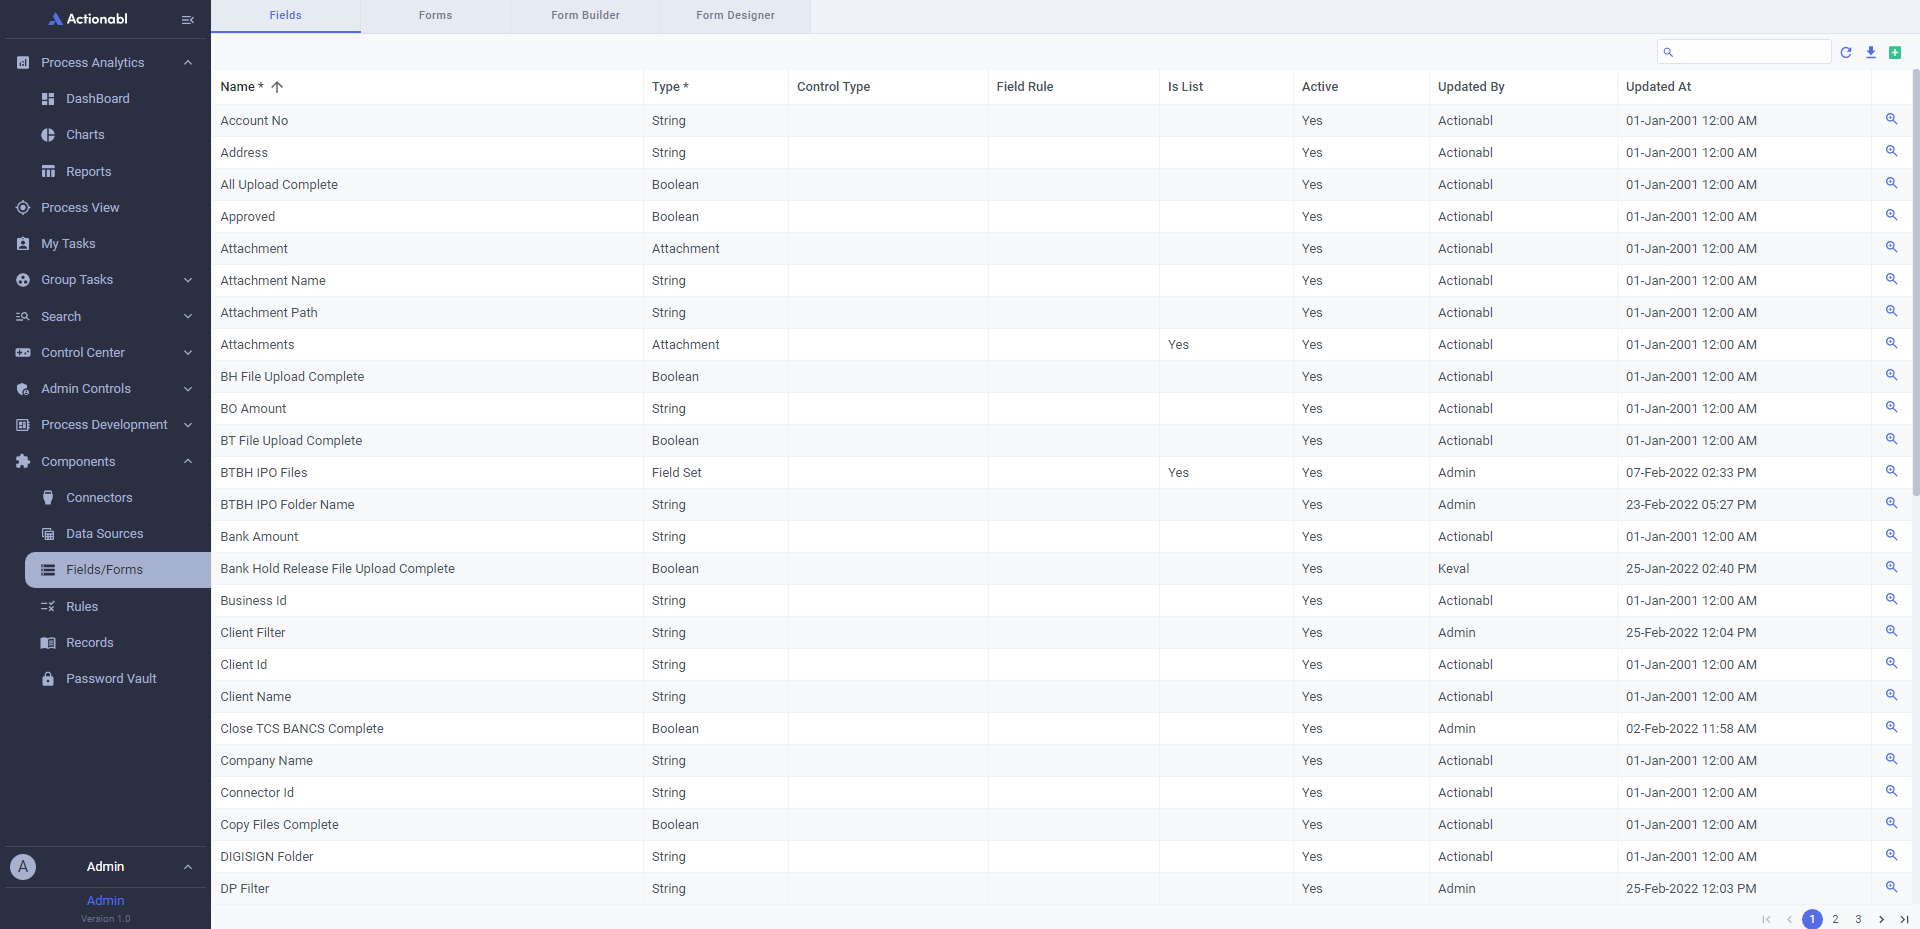 Actionabl
Process Analytics
DashBoard
Charts
Reports
Process View
My Tasks
Group Tasks
Search
Control Center
Admin Controls
Process Development
Components
Connectors
Data Sources
Fields/Forms
Rules
Records
Password Vault
A Admin
Admin
Version 1.0
Fields Forms Form Builder Form Designer
Name * Type * Control Type Field Rule Is List Active Updated By Updated At
Account No String Yes Actionabl 01-Jan-2001 12:00 AM
Address String Yes Actionabl 01-Jan-2001 12:00 AM
All Upload Complete Boolean Yes Actionabl 01-Jan-2001 12:00 AM
Approved Boolean Yes Actionabl 01-Jan-2001 12:00 AM
Attachment Attachment Yes Actionabl 01-Jan-2001 12:00 AM
Attachment Name String Yes Actionabl 01-Jan-2001 12:00 AM
Attachment Path String Yes Actionabl 01-Jan-2001 12:00 AM
Attachments Attachment Yes Yes Actionabl 01-Jan-2001 12:00 AM
BH File Upload Complete Boolean Yes Actionabl 01-Jan-2001 12:00 AM
BO Amount String Yes Actionabl 01-Jan-2001 12:00 AM
BT File Upload Complete Boolean Yes Actionabl 01-Jan-2001 12:00 AM
BTBH IPO Files Field Set Yes Yes Admin 07-Feb-2022 02:33 PM
BTBH IPO Folder Name String Yes Admin 23-Feb-2022 05:27 PM
Bank Amount String Yes Actionabl 01-Jan-2001 12:00 AM
Bank Hold Release File Upload Complete Boolean Yes Keval 25-Jan-2022 02:40 PM
Business Id String Yes Actionabl 01-Jan-2001 12:00 AM
Client Filter String Yes Admin 25-Feb-2022 12:04 PM
Client Id String Yes Actionabl 01-Jan-2001 12:00 AM
Client Name String Yes Actionabl 01-Jan-2001 12:00 AM
Close TCS BANCS Complete Boolean Yes Admin 02-Feb-2022 11:58 AM
Company Name String Yes Actionabl 01-Jan-2001 12:00 AM
Connector Id String Yes Actionabl 01-Jan-2001 12:00 AM
Copy Files Complete Boolean Yes Actionabl 01-Jan-2001 12:00 AM
DIGISIGN Folder String Yes Actionabl 01-Jan-2001 12:00 AM
DP Filter String Yes Admin 25-Feb-2022 12:03 PM
1 2 3